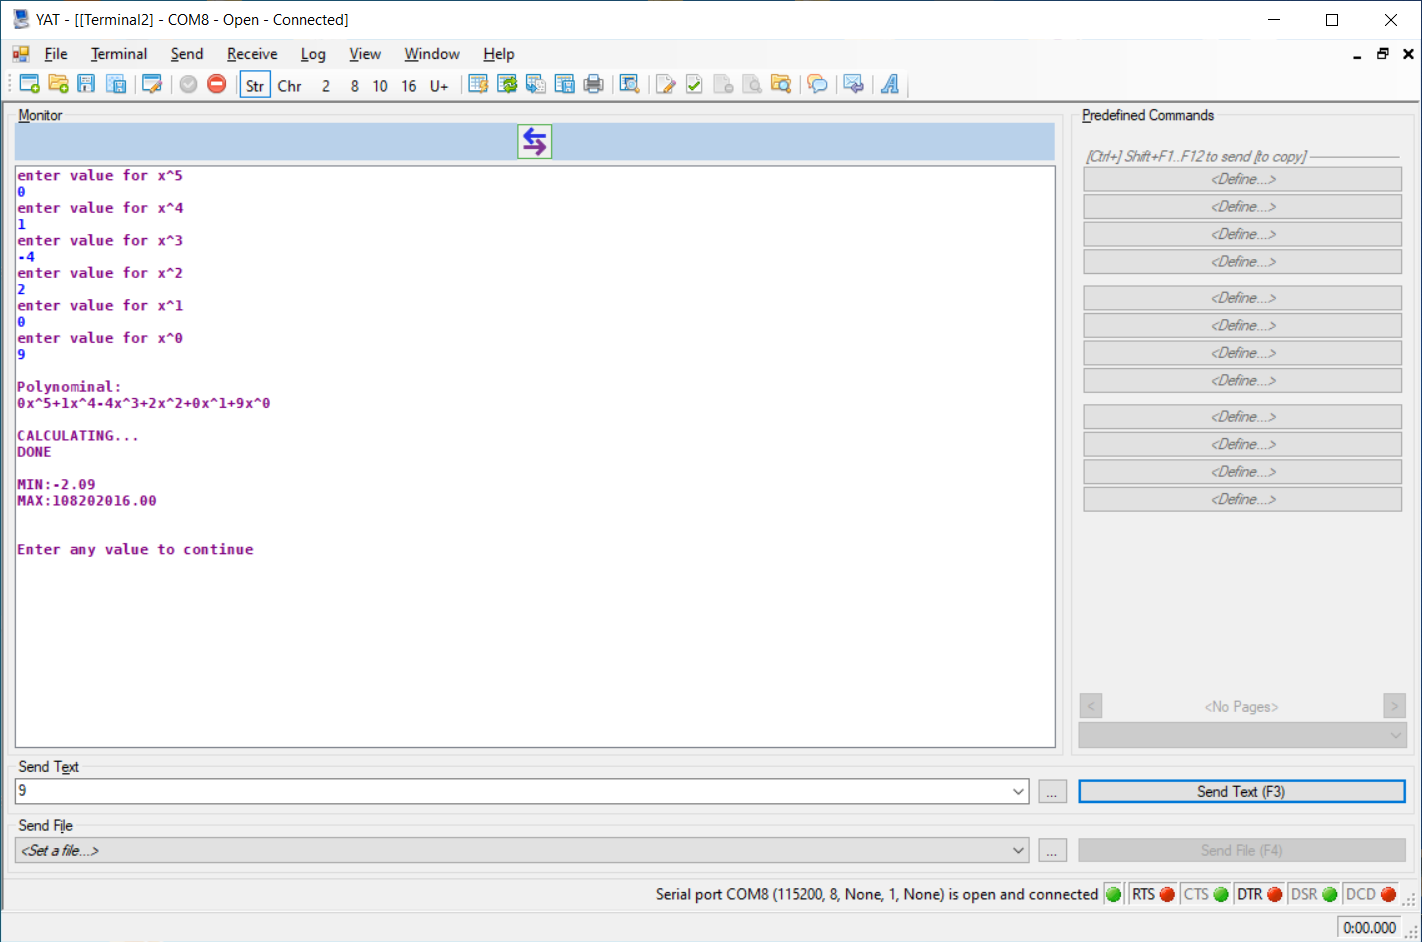 YAT - [[Terminal2] - COM8 - Open - Connected]
File Terminal Send Receive Log View Window Help
Str Chr 2 8 10 16 U+
Monitor
enter value for x^5
0
enter value for x^4
1
enter value for x^3
-4
enter value for x^2
2
enter value for x^1
0
enter value for x^0
9
Polynominal:
0x^5+1x^4-4x^3+2x^2+0x^1+9x^0
CALCULATING...
DONE
MIN:-2.09
MAX:108202016.00
Enter any value to continue
Predefined Commands
[Ctrl+] Shift+F1..F12 to send [to copy]
<Define...>
<Define...>
<Define...>
<Define...>
<Define...>
<Define...>
<Define...>
<Define...>
<Define...>
<Define...>
<Define...>
<Define...>
< <No Pages> >
Send Text
9 ... Send Text (F3)
Send File
<Set a file...> ... Send File (F4)
Serial port COM8 (115200, 8, None, 1, None) is open and connected RTS CTS DTR DSR DCD
0:00.000